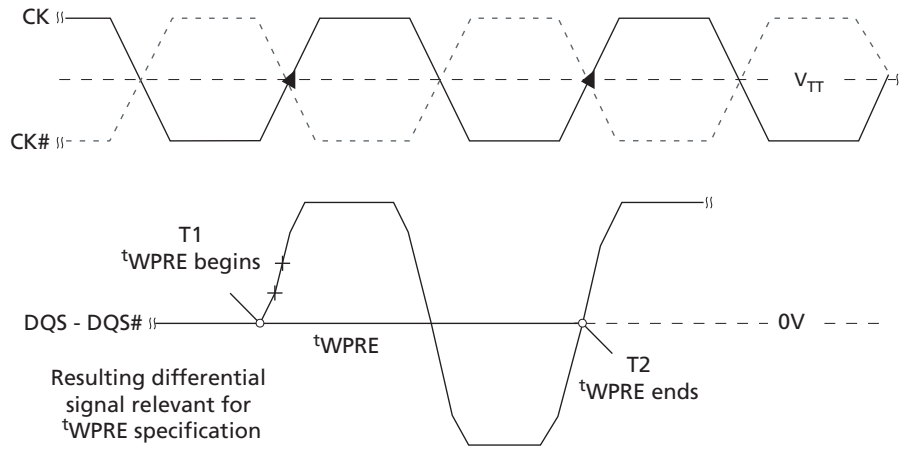 CK
V_TT
CK#
T1
tWPRE begins
DQS - DQS#
0V
tWPRE
T2
tWPRE ends
Resulting differential
signal relevant for
tWPRE specification